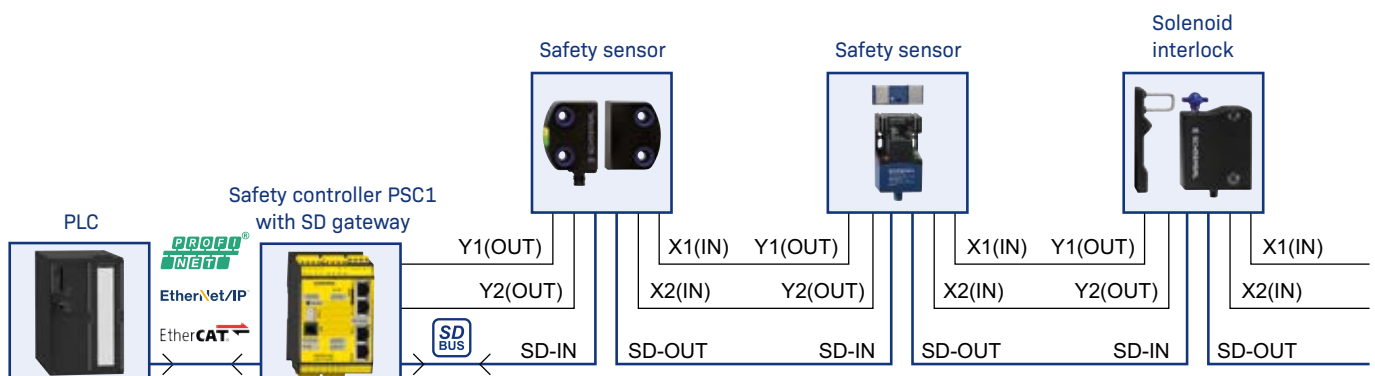 Solenoid
interlock
Safety sensor
Safety sensor
Safety controller PSC1
with SD gateway
PLC
PROFI®
NET
EtherNet/IP
EtherCAT
SD
BUS
Y1(OUT)
X1(IN)
Y1(OUT)
X1(IN)
Y1(OUT)
X1(IN)
Y2(OUT)
X2(IN)
Y2(OUT)
X2(IN)
Y2(OUT)
X2(IN)
SD-IN
SD-OUT
SD-IN
SD-OUT
SD-IN
SD-OUT